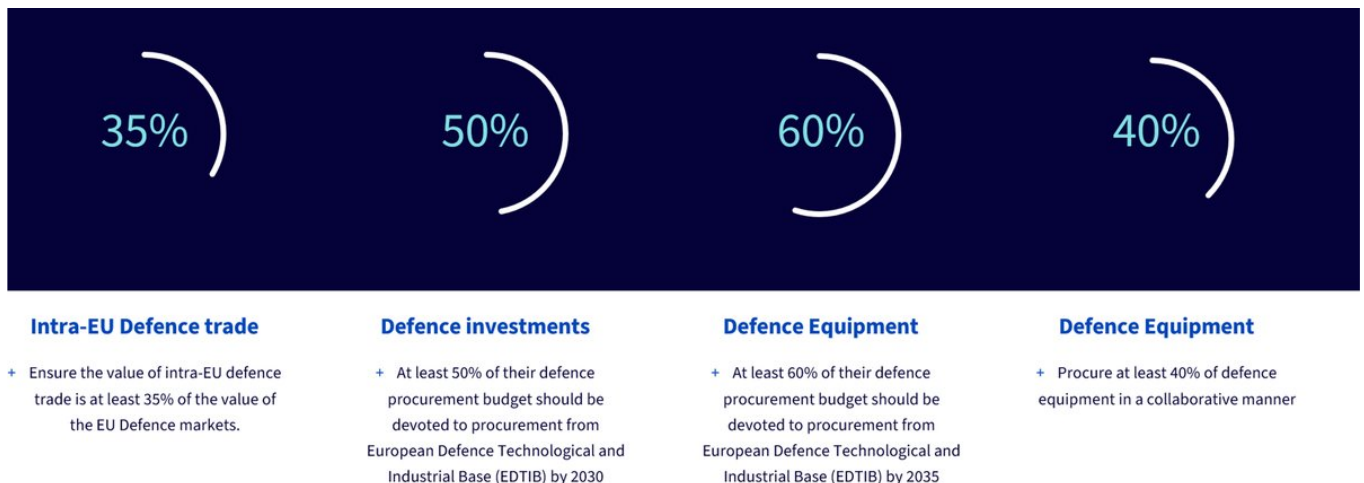 35%
50%
60%
40%
Intra-EU Defence trade
+ Ensure the value of intra-EU defence
trade is at least 35% of the value of
the EU Defence markets.
Defence investments
+ At least 50% of their defence
procurement budget should be
devoted to procurement from
European Defence Technological and
Industrial Base (EDTIB) by 2030
Defence Equipment
+ At least 60% of their defence
procurement budget should be
devoted to procurement from
European Defence Technological and
Industrial Base (EDTIB) by 2035
Defence Equipment
+ Procure at least 40% of defence
equipment in a collaborative manner